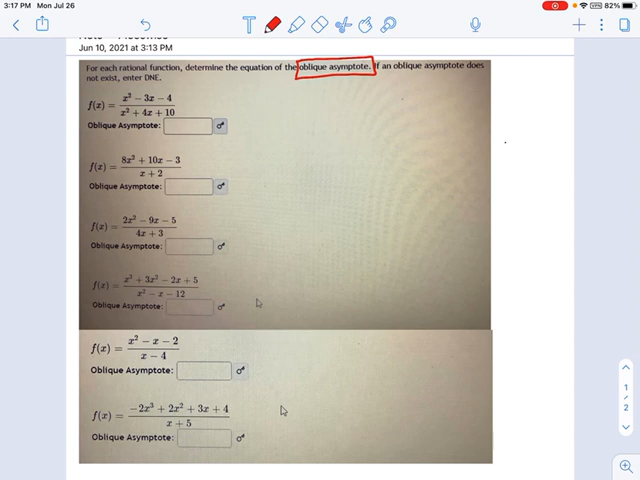 3:17 PM Mon Jul 26
82%
T
Jun 10, 2021 at 3:13 PM
For each rational function, determine the equation of the oblique asymptote. If an oblique asymptote does
not exist, enter DNE.
f(x) = (x² − 3x − 4)/(x² + 4x + 10)
Oblique Asymptote:
f(x) = (8x² + 10x − 3)/(x + 2)
Oblique Asymptote:
f(x) = (2x² − 9x − 5)/(4x + 3)
Oblique Asymptote:
f(x) = (x³ + 3x² − 2x + 5)/(x² − x − 12)
Oblique Asymptote:
f(x) = (x² − x − 2)/(x − 4)
Oblique Asymptote:
f(x) = (−2x³ + 2x² + 3x + 4)/(x + 5)
Oblique Asymptote:
1
2